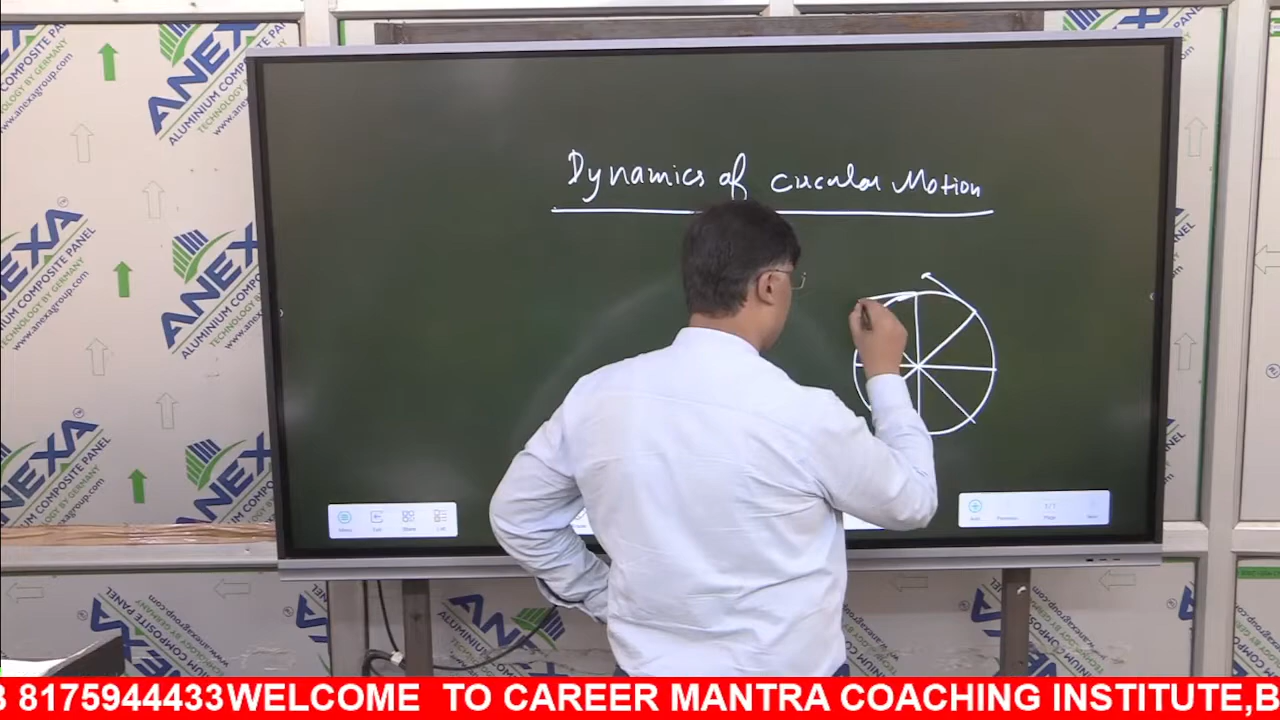 Dynamics of circular Motion
ANEXA
ALUMINIUM COMPOSITE PANEL
TECHNOLOGY BY GERMANY
www.anexagroup.com
8175944433WELCOME TO CAREER MANTRA COACHING INSTITUTE,B